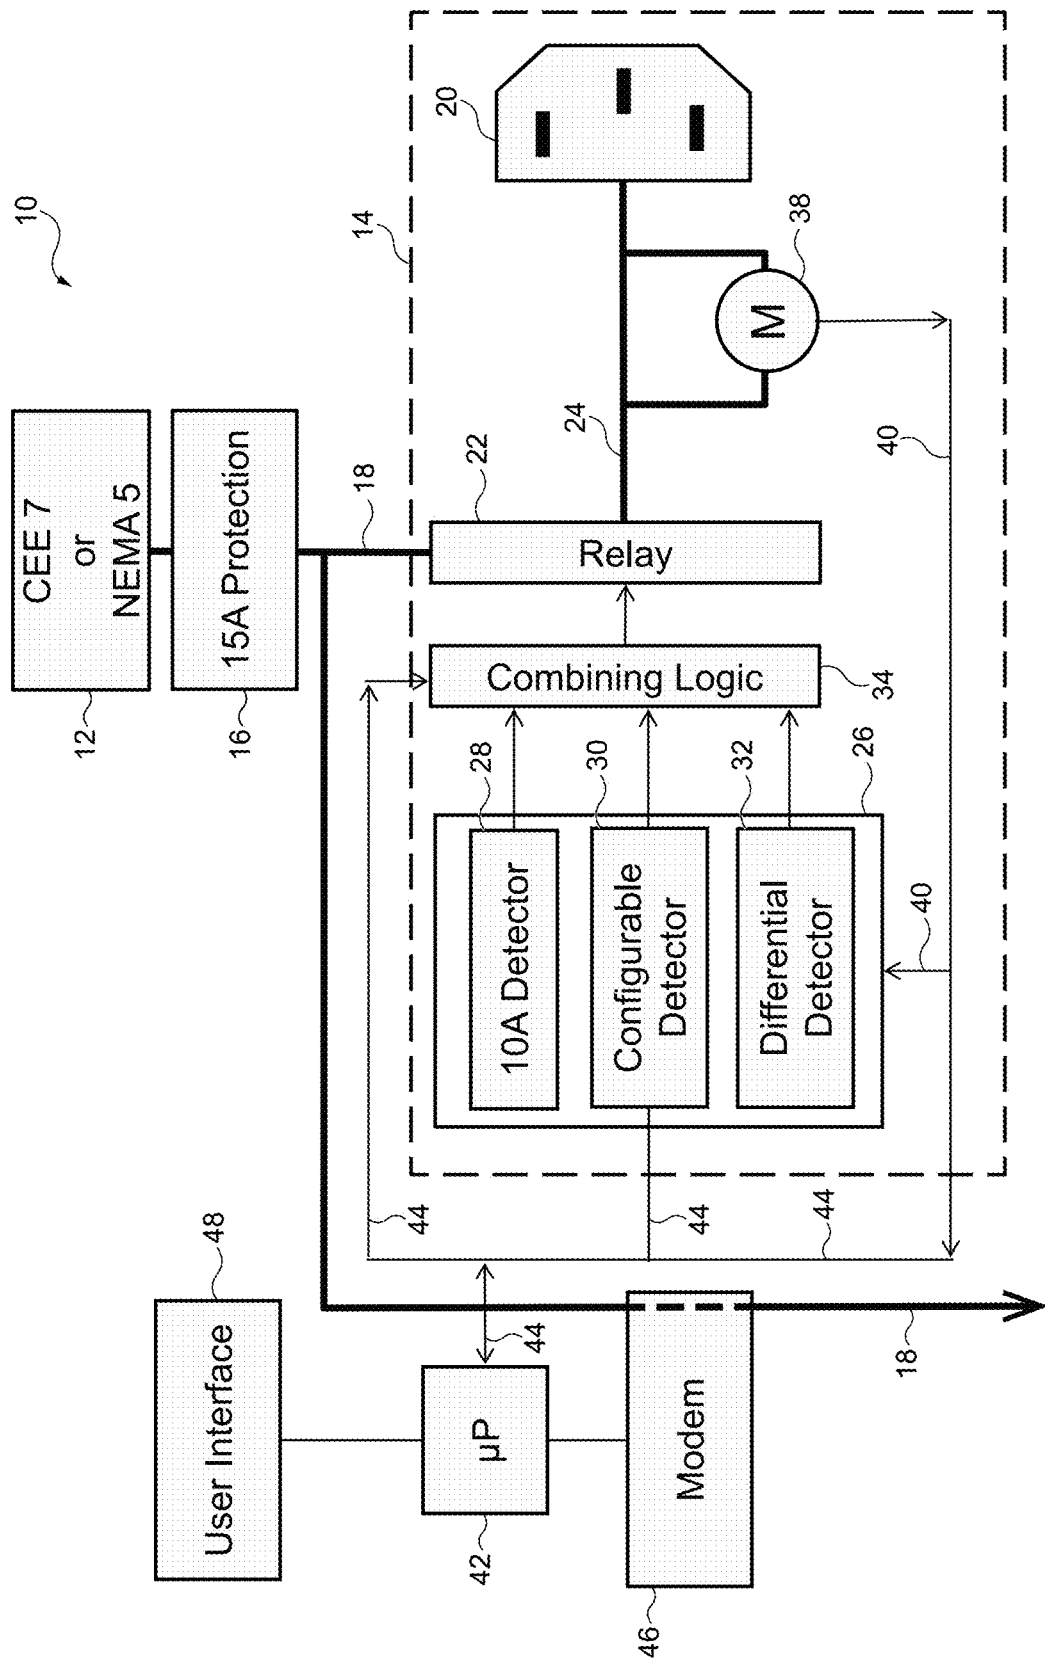 10
CEE 7
or
NEMA 5
12
15A Protection
16
18
14
20
22
Relay
24
M
38
40
Combining Logic
34
28
10A Detector
30
Configurable
Detector
32
Differential
Detector
26
40
44
44
44
44
48
User Interface
µP
42
Modem
46
18